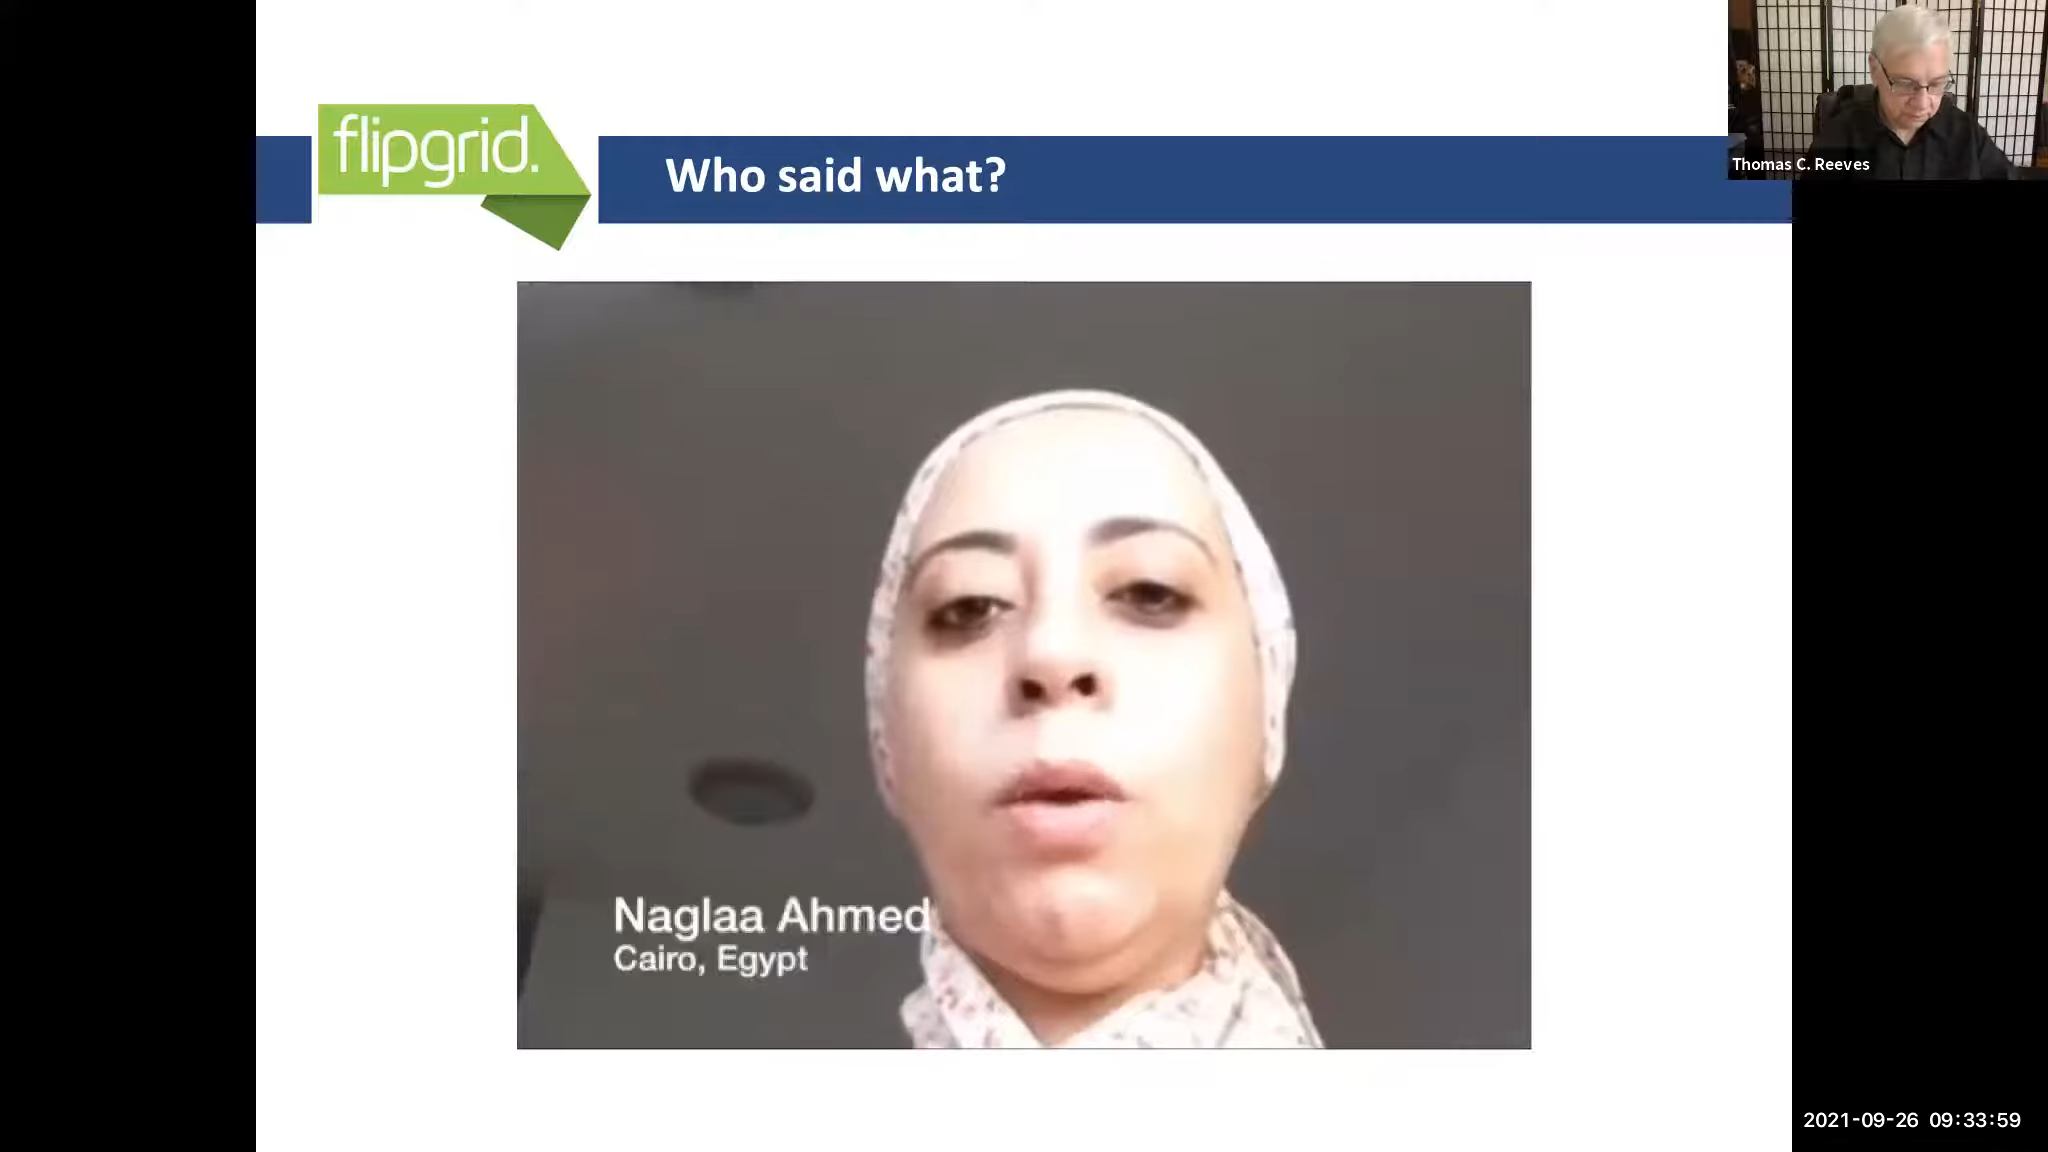 flipgrid.
Who said what?
Thomas C. Reeves
Naglaa Ahmed
Cairo, Egypt
2021-09-26 09:33:59